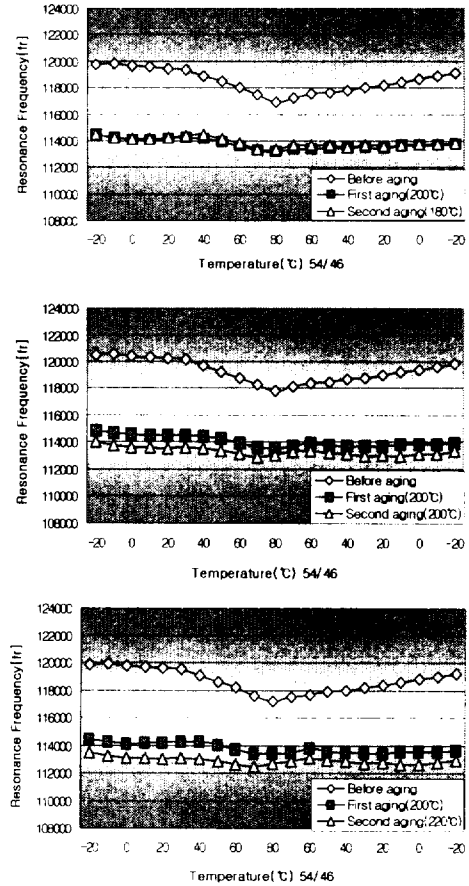 124000
122000
120000
118000
116000
114000
112000
110000
108000
Resonance Frequency[fr]
Before aging
First aging(200℃)
Second aging(180℃)
-20 0 20 40 60 80 60 40 20 0 -20
Temperature(℃) 54/46
124000
122000
120000
118000
116000
114000
112000
110000
108000
Resonance Frequency[fr]
Before aging
First aging(200℃)
Second aging(200℃)
-20 0 20 40 60 80 60 40 20 0 -20
Temperature(℃) 54/46
124000
122000
120000
118000
116000
114000
112000
110000
108000
Resonance Frequency[fr]
Before aging
First aging(200℃)
Second aging(220℃)
-20 0 20 40 60 80 60 40 20 0 -20
Temperature(℃) 54/46